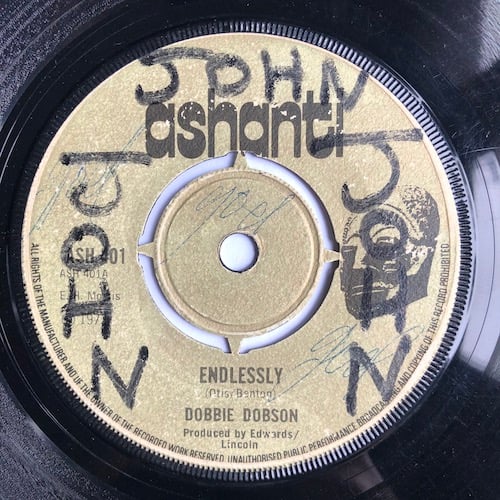 JOHN
ashanti
JOHN
JOHN
Joel
ASH 401
ASH 401A
E.H. Morris
ENDLESSLY
(Otis/Benton)
DOBBIE DOBSON
Produced by Edwards/
Lincoln
ALL RIGHTS OF THE MANUFACTURER AND OF THE OWNER OF THE RECORDED WORK RESERVED. UNAUTHORISED PUBLIC PERFORMANCE BROADCASTING AND COPYING OF THIS RECORD PROHIBITED